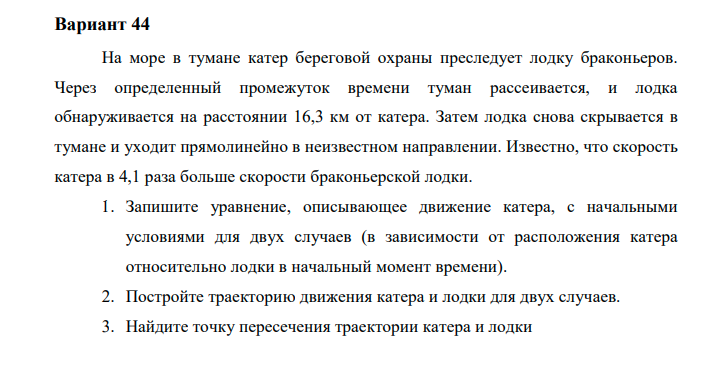 Вариант 44
На море в тумане катер береговой охраны преследует лодку браконьеров.
Через определенный промежуток времени туман рассеивается, и лодка
обнаруживается на расстоянии 16,3 км от катера. Затем лодка снова скрывается в
тумане и уходит прямолинейно в неизвестном направлении. Известно, что скорость
катера в 4,1 раза больше скорости браконьерской лодки.
1. Запишите уравнение, описывающее движение катера, с начальными
условиями для двух случаев (в зависимости от расположения катера
относительно лодки в начальный момент времени).
2. Постройте траекторию движения катера и лодки для двух случаев.
3. Найдите точку пересечения траектории катера и лодки